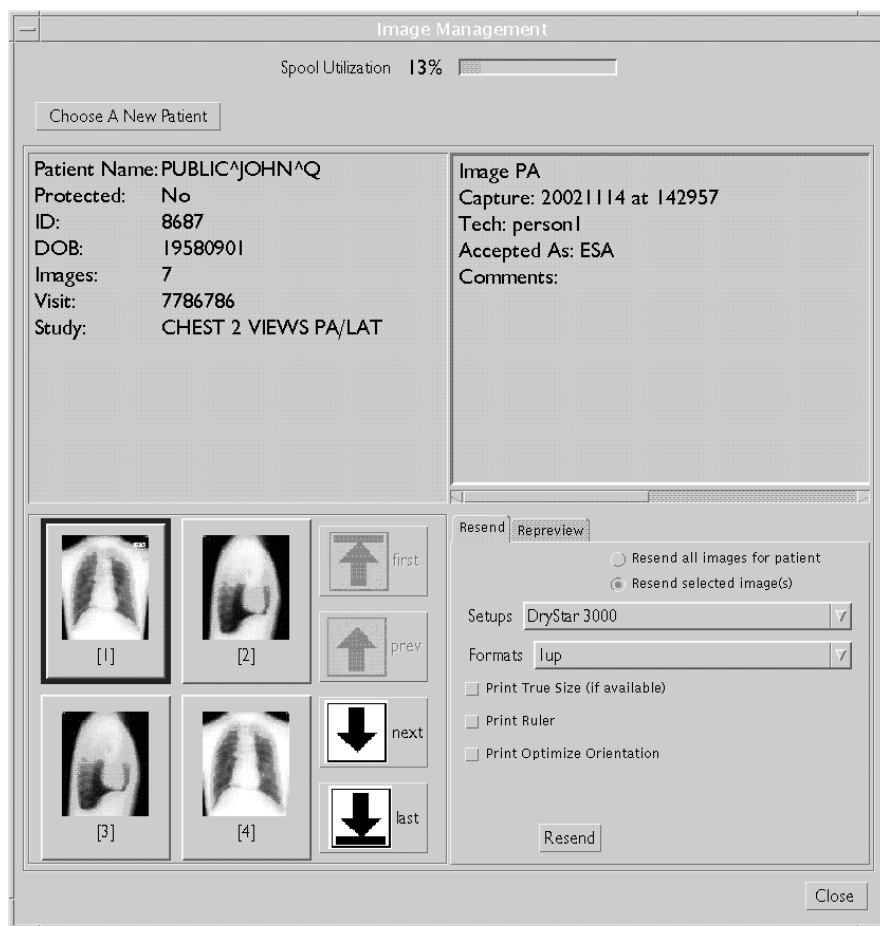 Image Management
Spool Utilization 13%
Choose A New Patient
Patient Name: PUBLIC^JOHN^Q
Protected: No
ID: 8687
DOB: 19580901
Images: 7
Visit: 7786786
Study: CHEST 2 VIEWS PA/LAT
Image PA
Capture: 20021114 at 142957
Tech: person1
Accepted As: ESA
Comments:
[1]
[2]
first
prev
[3]
[4]
next
last
Resend Repreview
Resend all images for patient
Resend selected image(s)
Setups DryStar 3000
Formats 1up
Print True Size (if available)
Print Ruler
Print Optimize Orientation
Resend
Close